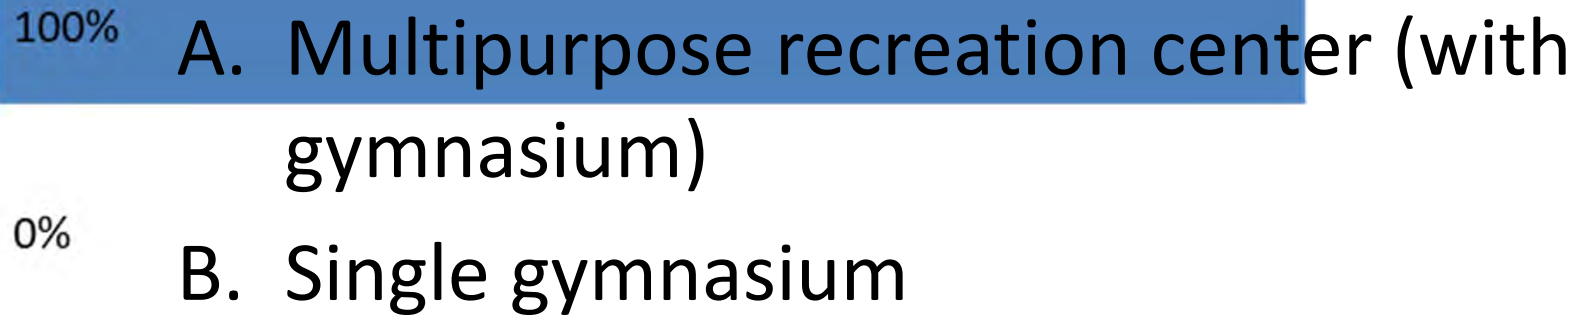 100% A. Multipurpose recreation center (with
gymnasium)
0% B. Single gymnasium